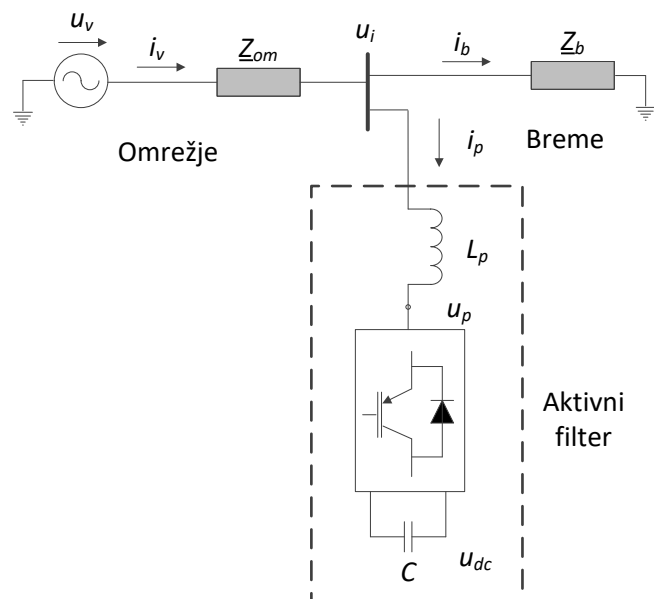 u_v
i_v
Z_om
u_i
i_b
Z_b
Omrežje
i_p
Breme
L_p
u_p
Aktivni
filter
u_dc
C